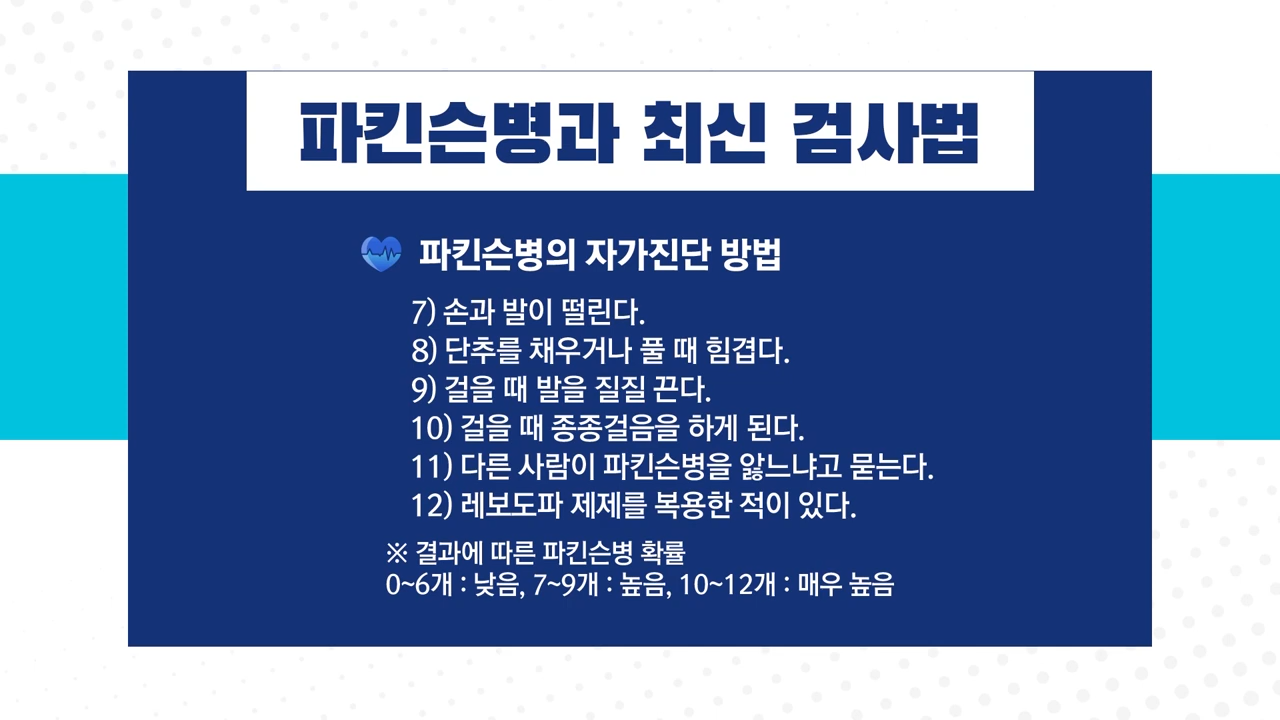 파킨슨병과 최신 검사법
파킨슨병의 자가진단 방법
7) 손과 발이 떨린다.
8) 단추를 채우거나 풀 때 힘겹다.
9) 걸을 때 발을 질질 끈다.
10) 걸을 때 종종걸음을 하게 된다.
11) 다른 사람이 파킨슨병을 앓느냐고 묻는다.
12) 레보도파 제제를 복용한 적이 있다.
※ 결과에 따른 파킨슨병 확률
0~6개 : 낮음, 7~9개 : 높음, 10~12개 : 매우 높음